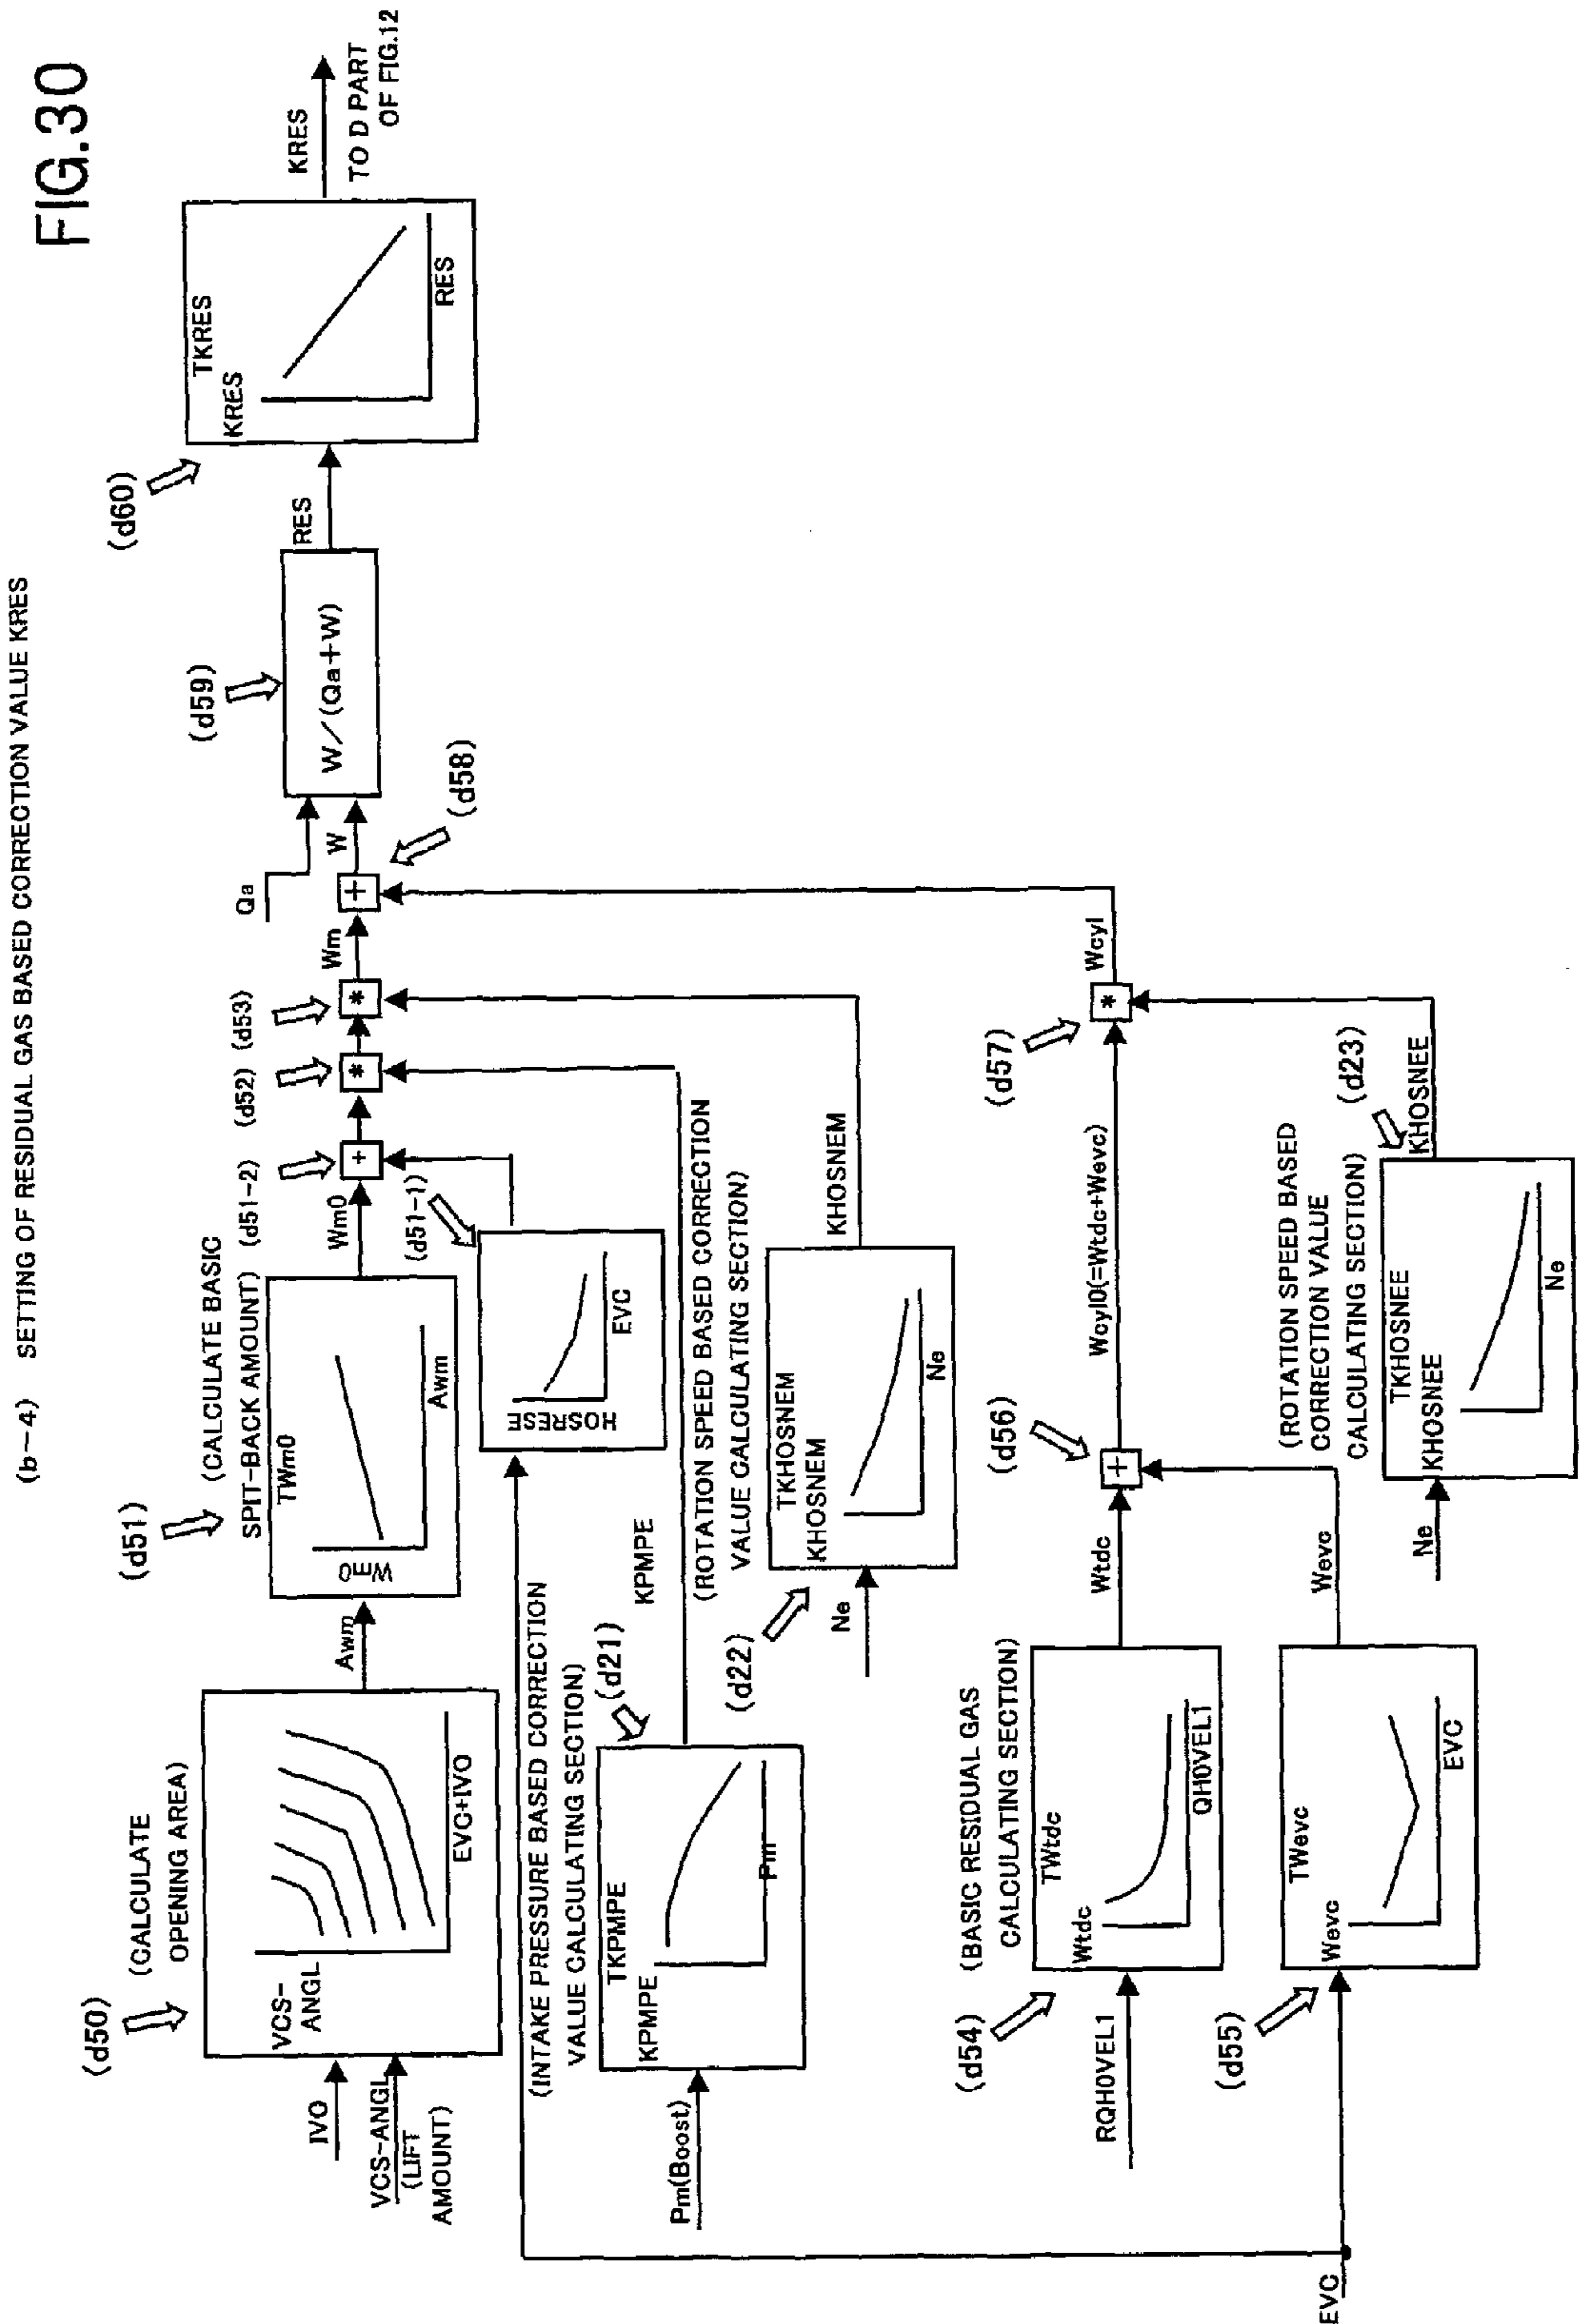 FIG.30
(b-4) SETTING OF RESIDUAL GAS BASED CORRECTION VALUE KRES
(d50)
(CALCULATE
OPENING AREA)
VCS-
ANGL
EVC+IVO
IVO
VCS-ANGL
(LIFT
AMOUNT)
Awm
(d51)
(CALCULATE BASIC
SPIT-BACK AMOUNT)
TWm0
Wm0
Awm
Wm0
(d51-2)
+
(d51-1)
HOSRESE
EVC
(d52)
*
(d53)
*
Wm
+
(d58)
Qa
W
(d59)
W/(Qa+W)
RES
(d60)
TKRES
KRES
RES
KRES
TO D PART
OF FIG.12
(INTAKE PRESSURE BASED CORRECTION
VALUE CALCULATING SECTION)
(d21)
TKPMPE
KPMPE
Pm
Pm(Boost)
KPMPE
(ROTATION SPEED BASED CORRECTION
VALUE CALCULATING SECTION)
(d22)
TKHOSNEM
KHOSNEM
Ne
Ne
KHOSNEM
(d54)
(BASIC RESIDUAL GAS
CALCULATING SECTION)
TWtdc
Wtdc
QH0VEL1
RQH0VEL1
Wtdc
(d55)
TWevc
Wevc
EVC
EVC
Wevc
(d56)
+
Wcyl0(=Wtdc+Wevc)
(d57)
*
Wcyl
(ROTATION SPEED BASED
CORRECTION VALUE
CALCULATING SECTION)
(d23)
TKHOSNEE
KHOSNEE
Ne
Ne
KHOSNEE